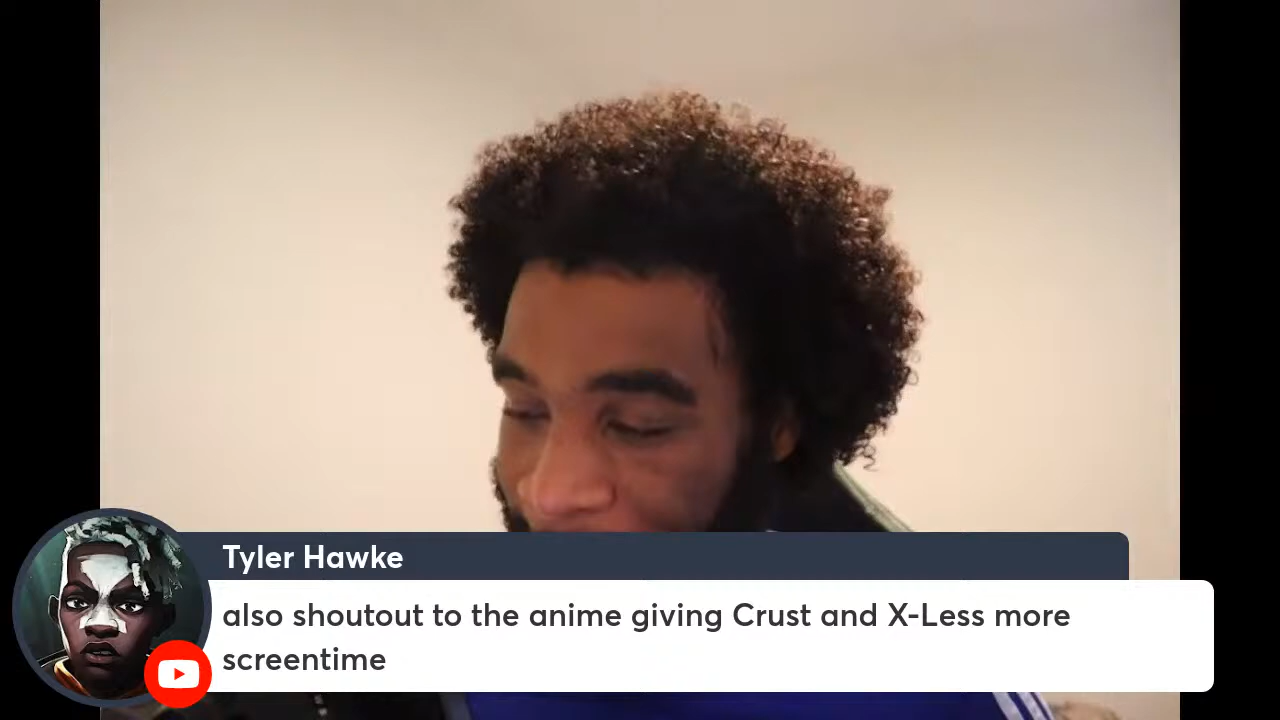 Tyler Hawke
also shoutout to the anime giving Crust and X-Less more
screentime